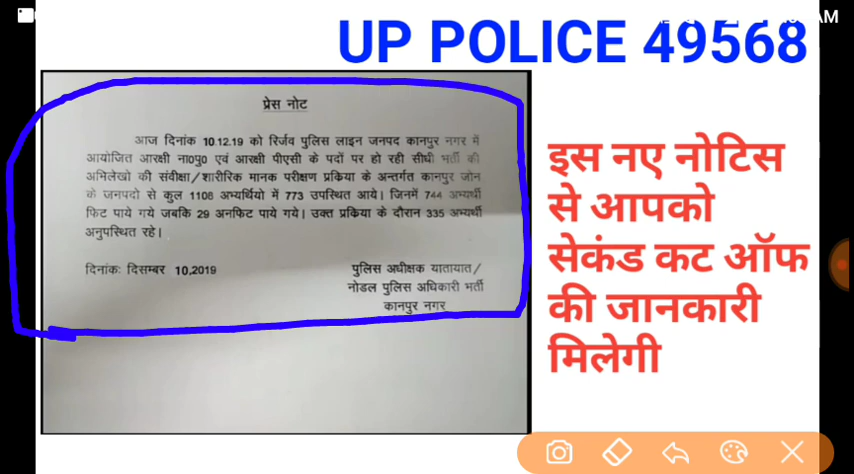 UP POLICE 49568
AM
प्रेस नोट
आज दिनांक 10.12.19 को रिर्जव पुलिस लाइन जनपद कानपुर नगर में
आयोजित आरक्षी ना0पु0 एवं आरक्षी पीएसी के पदों पर हो रही सीधी भर्ती की
अभिलेखो की संवीक्षा/शारीरिक मानक परीक्षण प्रकिया के अन्तर्गत कानपुर जोन
के जनपदो से कुल 1108 अभ्यर्थियो में 773 उपस्थित आये। जिनमें 744 अभ्यर्थी
फिट पाये गये जबकि 29 अनफिट पाये गये। उक्त प्रकिया के दौरान 335 अभ्यर्थी
अनुपस्थित रहे।
दिनांकः दिसम्बर 10,2019
पुलिस अधीक्षक यातायात/
नोडल पुलिस अधिकारी भर्ती
कानपुर नगर
इस नए नोटिस
से आपको
सेकंड कट ऑफ
की जानकारी
मिलेगी